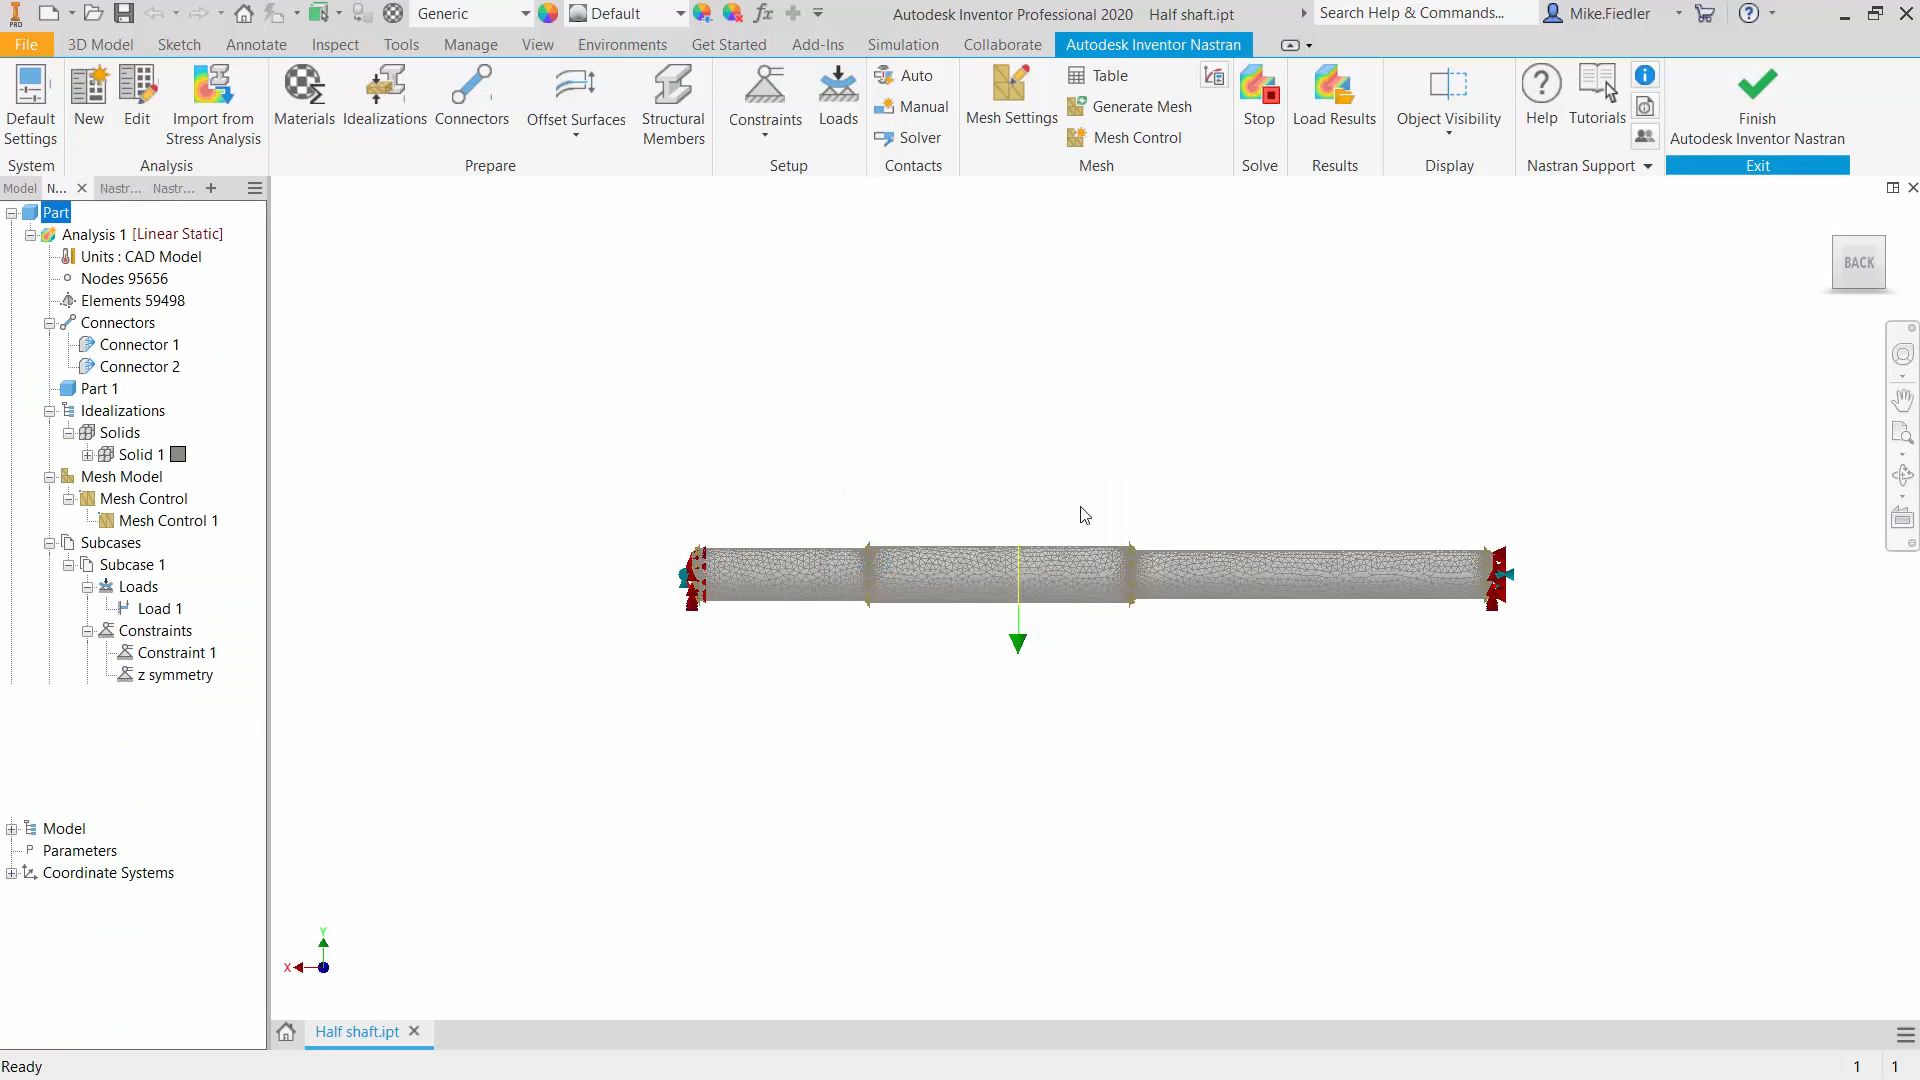 PRO
Generic
Default
fx
Autodesk Inventor Professional 2020 Half shaft.ipt
Search Help & Commands...
Mike.Fiedler
File
3D Model
Sketch
Annotate
Inspect
Tools
Manage
View
Environments
Get Started
Add-Ins
Simulation
Collaborate
Autodesk Inventor Nastran
Default
Settings
New
Edit
Import from
Stress Analysis
Materials
Idealizations
Connectors
Offset Surfaces
Structural
Members
Constraints
Loads
Auto
Manual
Solver
Mesh Settings
Table
Generate Mesh
Mesh Control
Stop
Load Results
Object Visibility
Help
Tutorials
Finish
Autodesk Inventor Nastran
System
Analysis
Prepare
Setup
Contacts
Mesh
Solve
Results
Display
Nastran Support
Exit
Model
N...
Nastr...
Nastr...
Part
Analysis 1 [Linear Static]
Units : CAD Model
Nodes 95656
Elements 59498
Connectors
Connector 1
Connector 2
Part 1
Idealizations
Solids
Solid 1
Mesh Model
Mesh Control
Mesh Control 1
Subcases
Subcase 1
Loads
Load 1
Constraints
Constraint 1
z symmetry
Model
P Parameters
Coordinate Systems
BACK
Y
X
Half shaft.ipt
Ready
1 1